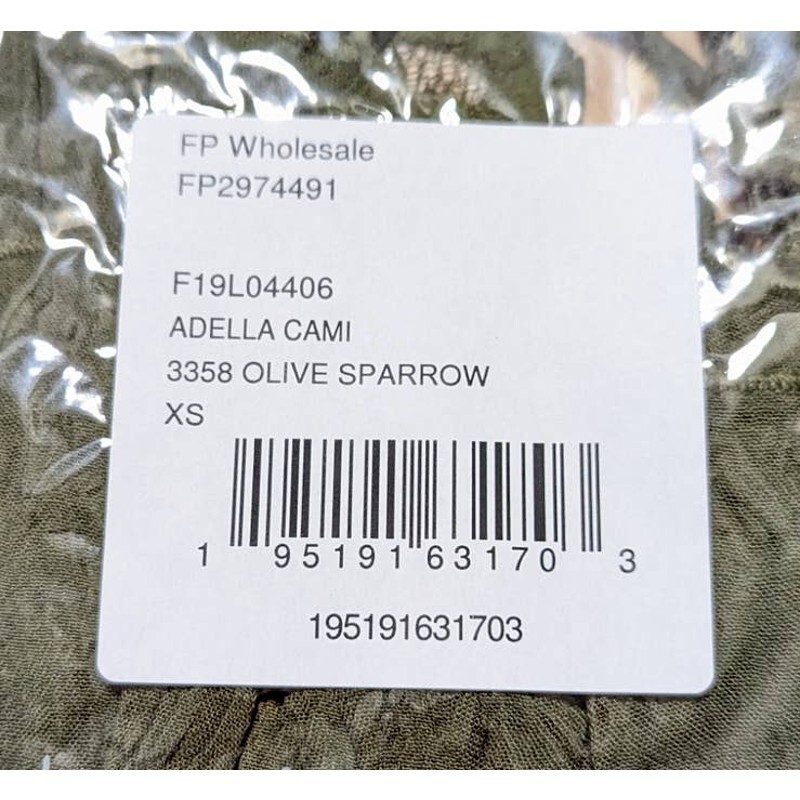 FP Wholesale
FP2974491
F19L04406
ADELLA CAMI
3358 OLIVE SPARROW
XS
1 95191 63170 3
195191631703